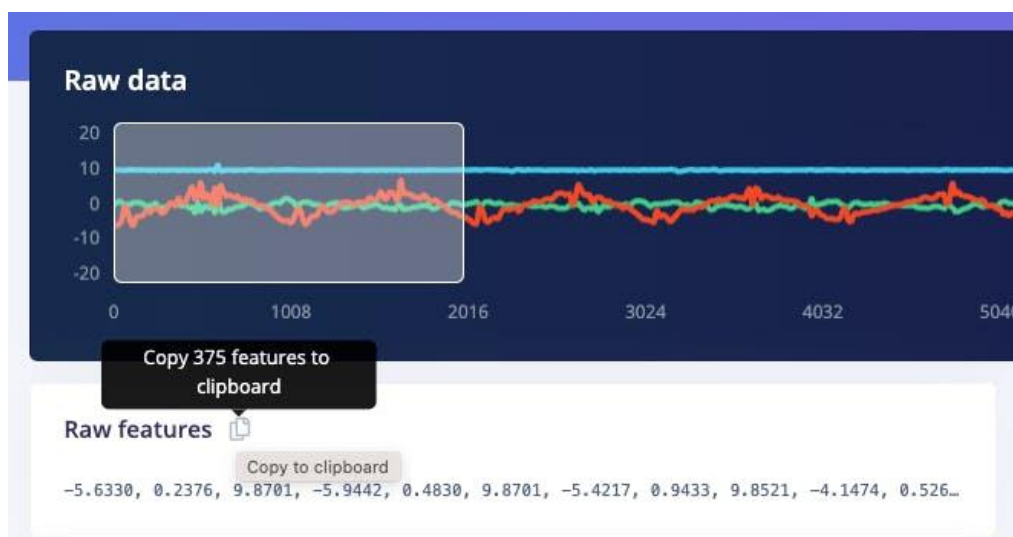 Raw data
20
10
0
-10
-20
0 1008 2016 3024 4032 504
Copy 375 features to
clipboard
Raw features
Copy to clipboard
-5.6330, 0.2376, 9.8701, -5.9442, 0.4830, 9.8701, -5.4217, 0.9433, 9.8521, -4.1474, 0.526…